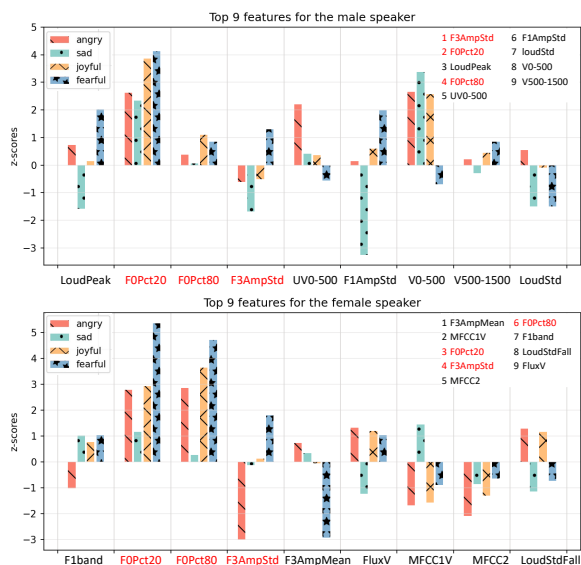 Top 9 features for the male speaker
angry
sad
joyful
fearful
1 F3AmpStd 6 F1AmpStd
2 F0Pct20 7 loudStd
3 LoudPeak 8 V0-500
4 F0Pct80 9 V500-1500
5 UV0-500
z-scores
5
4
3
2
1
0
−1
−2
−3
LoudPeak F0Pct20 F0Pct80 F3AmpStd UV0-500 F1AmpStd V0-500 V500-1500 LoudStd
Top 9 features for the female speaker
angry
sad
joyful
fearful
1 F3AmpMean 6 F0Pct80
2 MFCC1V 7 F1band
3 F0Pct20 8 LoudStdFall
4 F3AmpStd 9 FluxV
5 MFCC2
z-scores
5
4
3
2
1
0
−1
−2
−3
F1band F0Pct20 F0Pct80 F3AmpStd F3AmpMean FluxV MFCC1V MFCC2 LoudStdFall